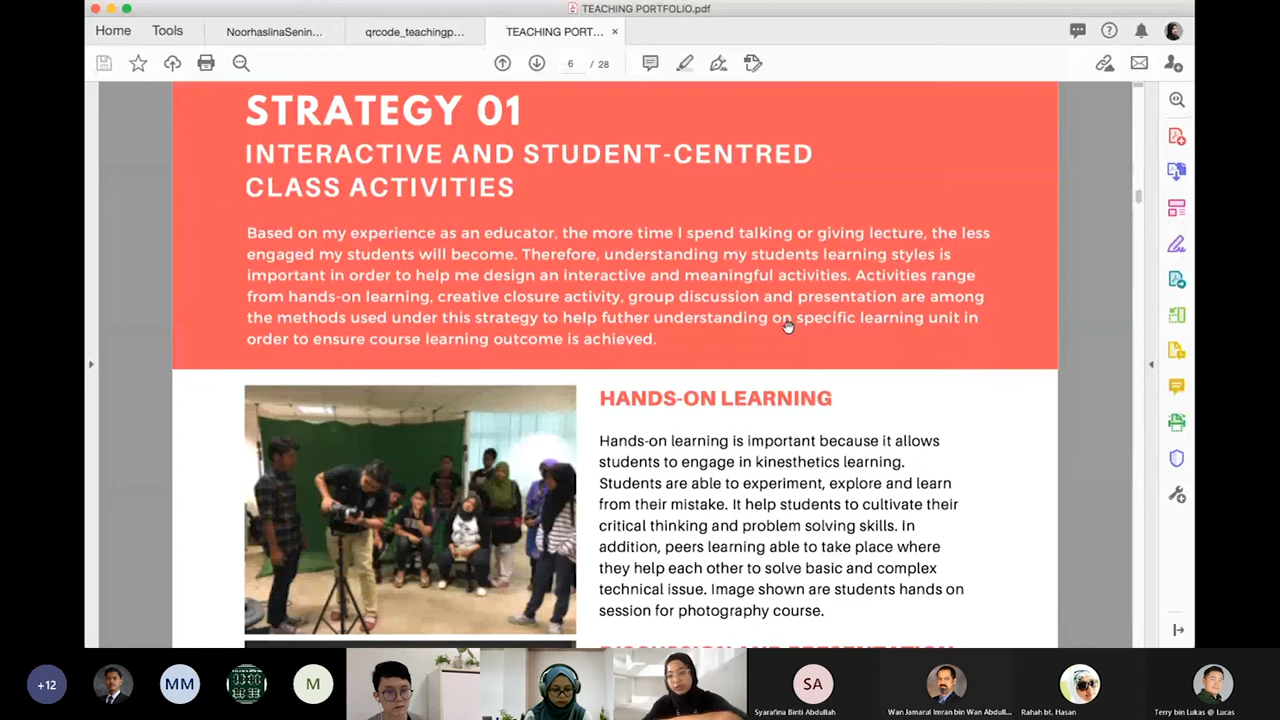 TEACHING PORTFOLIO.pdf
Home
Tools
NoorhaslinaSenin...
qrcode_teachingp...
TEACHING PORT...
6 / 28
STRATEGY 01
INTERACTIVE AND STUDENT-CENTRED
CLASS ACTIVITIES
Based on my experience as an educator, the more time I spend talking or giving lecture, the less
engaged my students will become. Therefore, understanding my students learning styles is
important in order to help me design an interactive and meaningful activities. Activities range
from hands-on learning, creative closure activity, group discussion and presentation are among
the methods used under this strategy to help futher understanding on specific learning unit in
order to ensure course learning outcome is achieved.
HANDS-ON LEARNING
Hands-on learning is important because it allows
students to engage in kinesthetics learning.
Students are able to experiment, explore and learn
from their mistake. It help students to cultivate their
critical thinking and problem solving skills. In
addition, peers learning able to take place where
they help each other to solve basic and complex
technical issue. Image shown are students hands on
session for photography course.
DISCUSSION AND PRESENTATION
+12
MM
M
SA
Syarafina Binti Abdullah
Wan Jamarul Imran bin Wan Abdull...
Rahah bt. Hasan
Terry bin Lukas @ Lucas